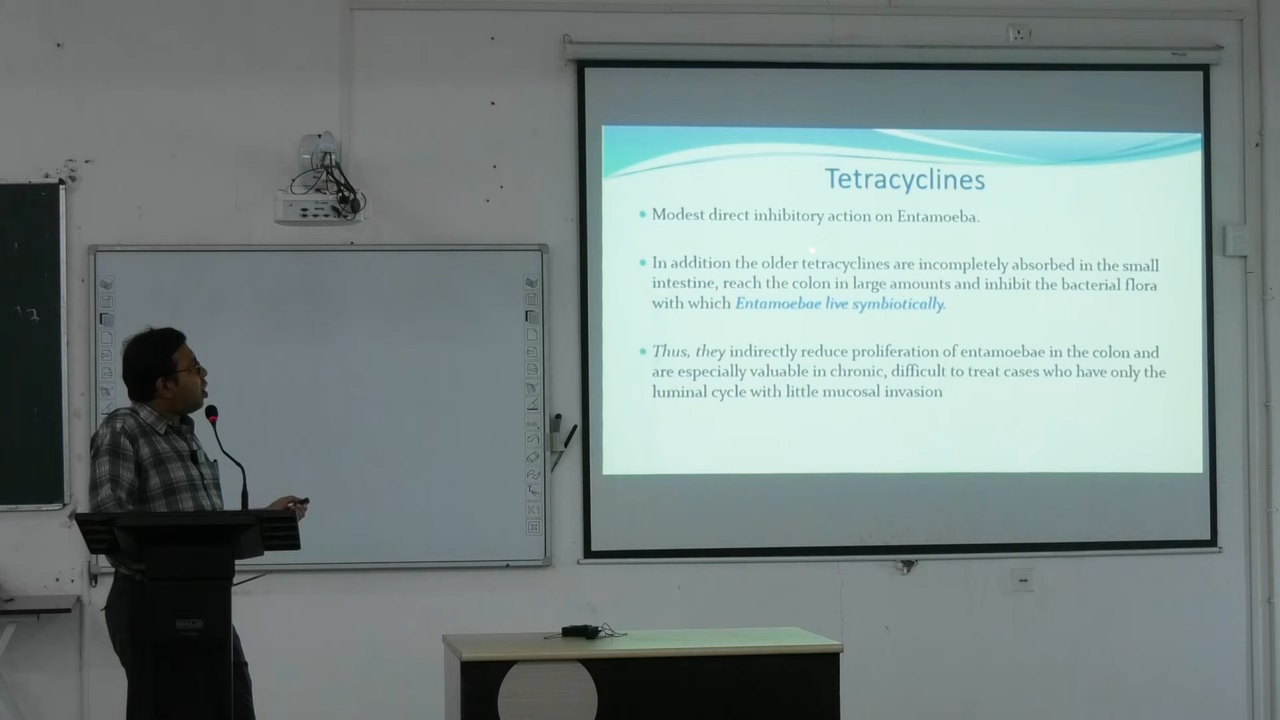 Tetracyclines
Modest direct inhibitory action on Entamoeba.
In addition the older tetracyclines are incompletely absorbed in the small
intestine, reach the colon in large amounts and inhibit the bacterial flora
with which Entamoebae live symbiotically.
Thus, they indirectly reduce proliferation of entamoebae in the colon and
are especially valuable in chronic, difficult to treat cases who have only the
luminal cycle with little mucosal invasion